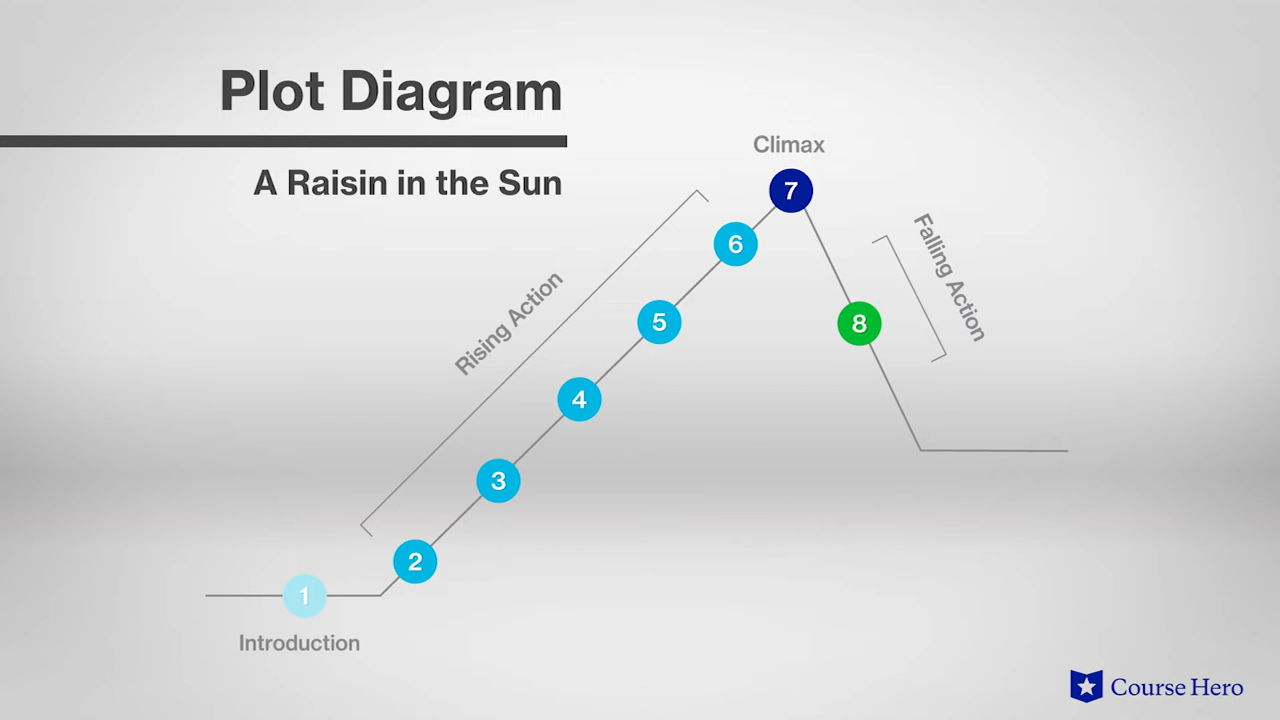 Plot Diagram
A Raisin in the Sun
Climax
7
6
Rising Action
Falling Action
5
8
4
3
2
1
Introduction
Course Hero